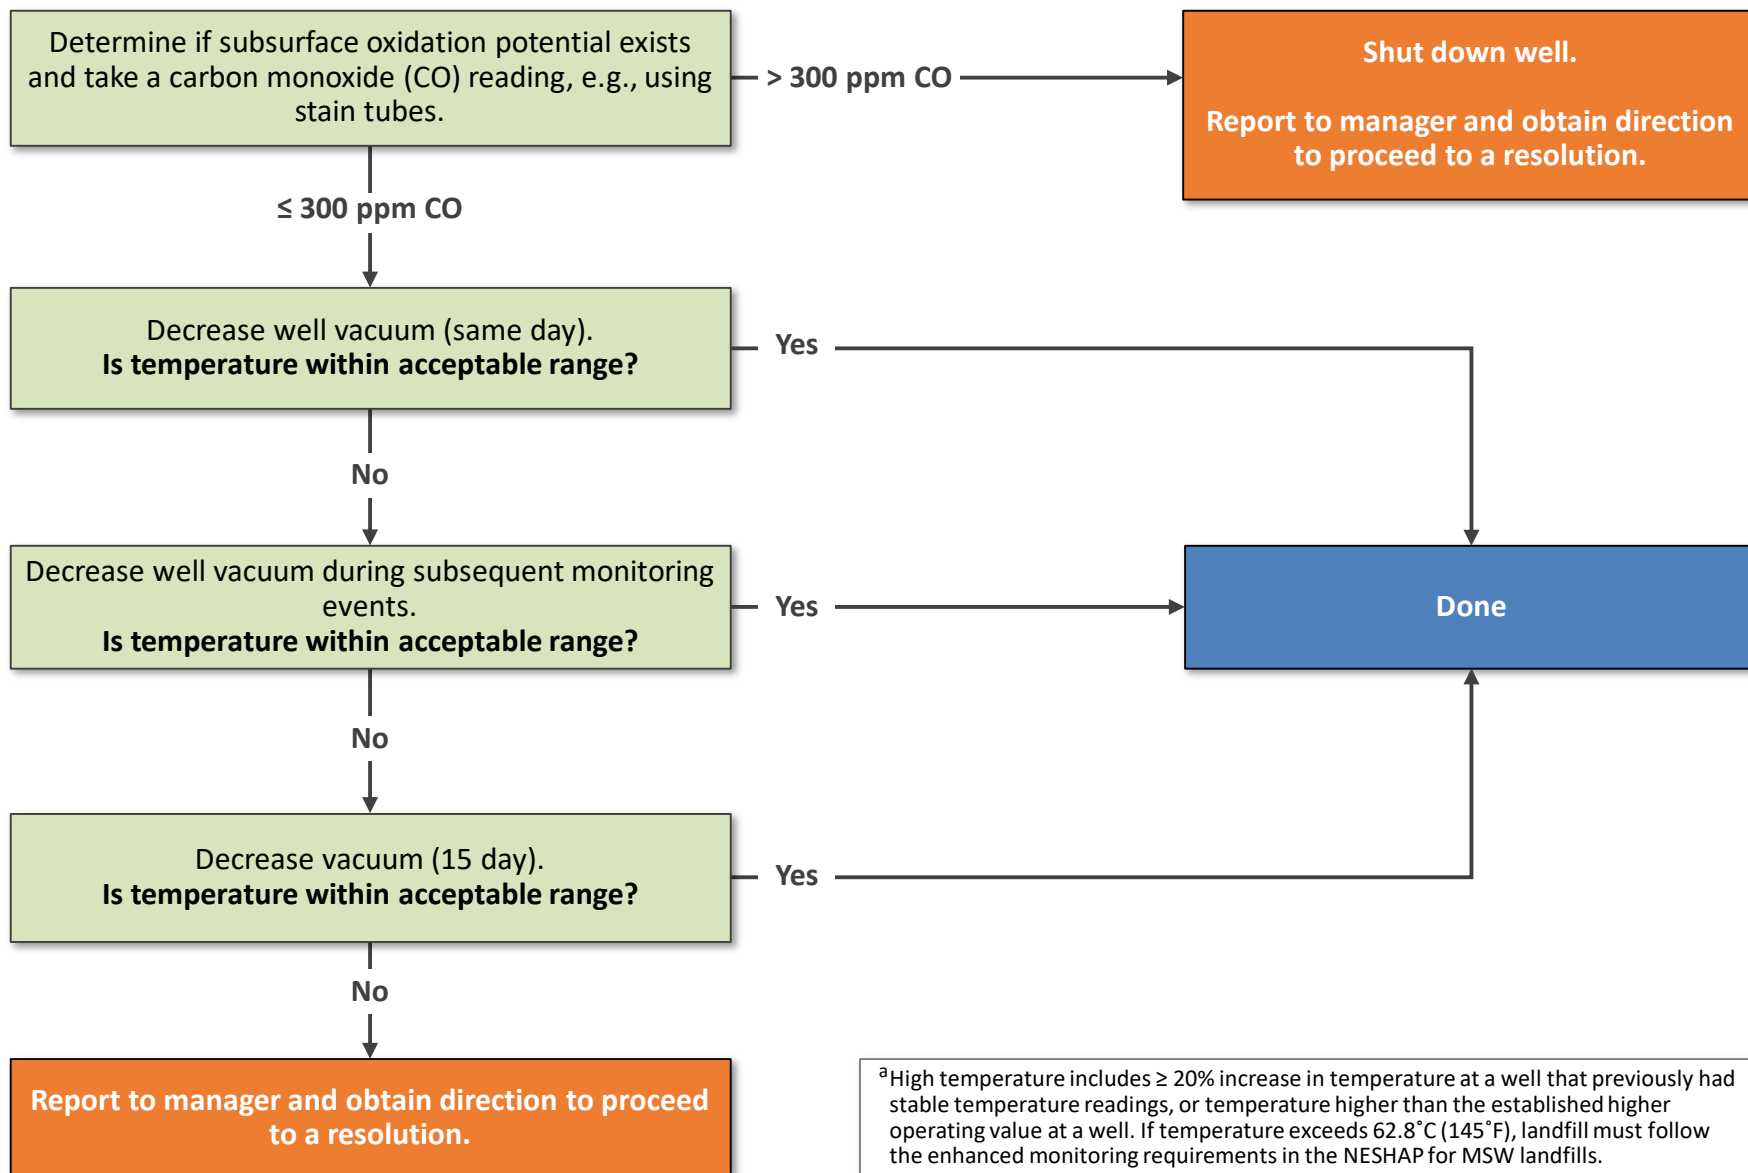 Determine if subsurface oxidation potential exists
and take a carbon monoxide (CO) reading, e.g., using
stain tubes.
> 300 ppm CO
Shut down well.
Report to manager and obtain direction
to proceed to a resolution.
≤ 300 ppm CO
Decrease well vacuum (same day).
Is temperature within acceptable range?
Yes
No
Decrease well vacuum during subsequent monitoring
events.
Is temperature within acceptable range?
Yes
Done
No
Decrease vacuum (15 day).
Is temperature within acceptable range?
Yes
No
Report to manager and obtain direction to proceed
to a resolution.
a High temperature includes ≥ 20% increase in temperature at a well that previously had
stable temperature readings, or temperature higher than the established higher
operating value at a well. If temperature exceeds 62.8˚C (145˚F), landfill must follow
the enhanced monitoring requirements in the NESHAP for MSW landfills.